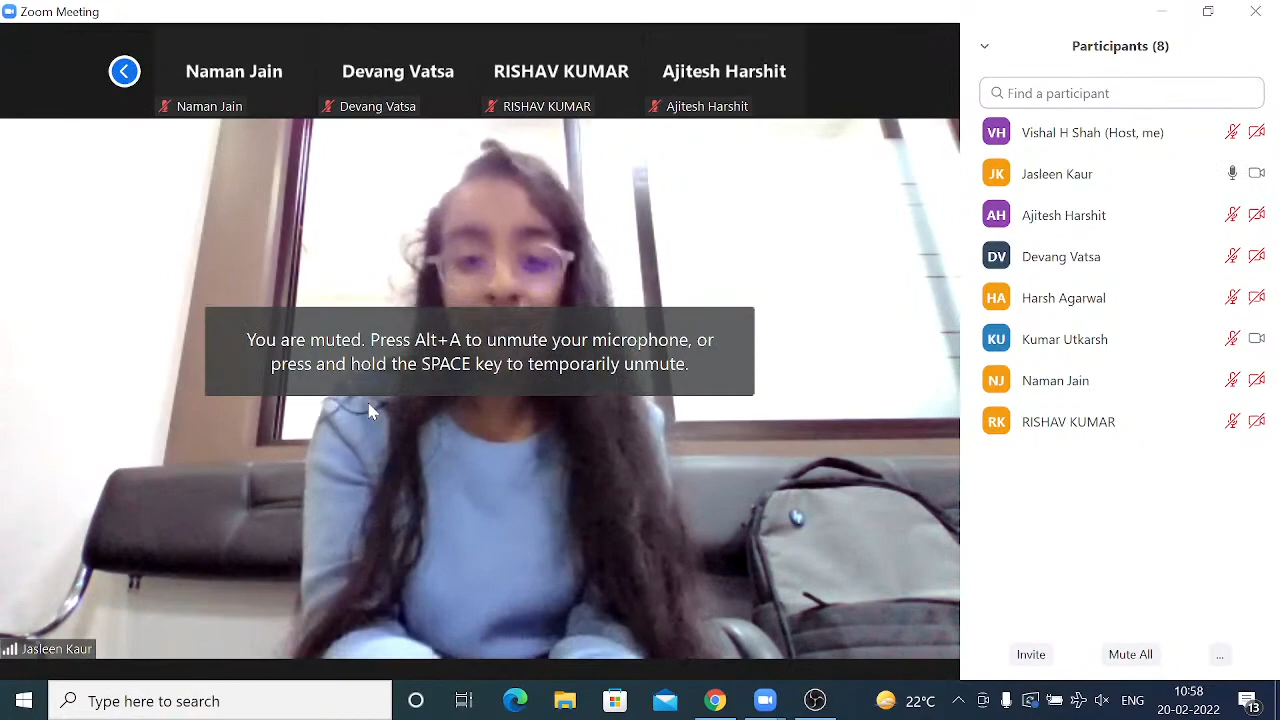 Zoom Meeting
Naman Jain
Devang Vatsa
RISHAV KUMAR
Ajitesh Harshit
Naman Jain
Devang Vatsa
RISHAV KUMAR
Ajitesh Harshit
You are muted. Press Alt+A to unmute your microphone, or
press and hold the SPACE key to temporarily unmute.
Jasleen Kaur
Participants (8)
Find a participant
VH Vishal H Shah (Host, me)
JK Jasleen Kaur
AH Ajitesh Harshit
DV Devang Vatsa
HA Harsh Agarwal
KU Kumar Utkarsh
NJ Naman Jain
RK RISHAV KUMAR
Invite Mute All ...
Type here to search
22°C
ENG
10:58
20-02-2022
13